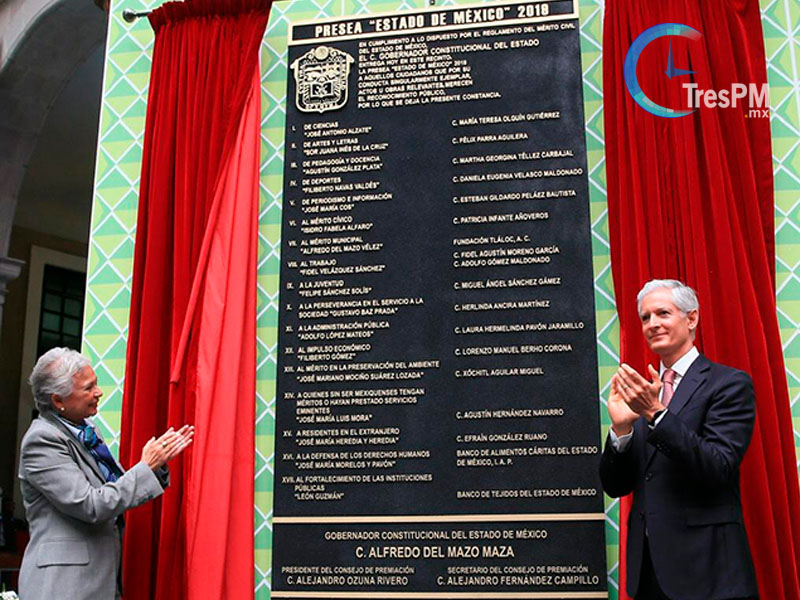 PRESEA "ESTADO DE MÉXICO" 2019
EN CUMPLIMIENTO A LO DISPUESTO POR EL REGLAMENTO DEL MÉRITO CIVIL
DEL ESTADO DE MÉXICO,
EL C. GOBERNADOR CONSTITUCIONAL DEL ESTADO
ENTREGA HOY EN ESTE RECINTO,
LA PRESEA "ESTADO DE MÉXICO" 2019
A AQUELLOS CIUDADANOS QUE POR SU
CONDUCTA SINGULARMENTE EJEMPLAR,
ACTOS U OBRAS RELEVANTES, MERECEN
EL RECONOCIMIENTO PÚBLICO,
POR LO QUE SE DEJA LA PRESENTE CONSTANCIA.
I. DE CIENCIAS
"JOSÉ ANTONIO ALZATE"
C. MARÍA TERESA OLGUÍN GUTIÉRREZ
II. DE ARTES Y LETRAS
"SOR JUANA INÉS DE LA CRUZ"
C. FÉLIX PARRA AGUILERA
III. DE PEDAGOGÍA Y DOCENCIA
"AGUSTÍN GONZÁLEZ PLATA"
C. MARTHA GEORGINA TÉLLEZ CARBAJAL
IV. DE DEPORTES
"FILIBERTO NAVAS VALDÉS"
C. DANIELA EUGENIA VELASCO MALDONADO
V. DE PERIODISMO E INFORMACIÓN
"JOSÉ MARÍA COS"
C. ESTEBAN GILDARDO PELÁEZ BAUTISTA
VI. AL MÉRITO CÍVICO
"ISIDRO FABELA ALFARO"
C. PATRICIA INFANTE AÑOVEROS
VII. AL MÉRITO MUNICIPAL
"ALFREDO DEL MAZO VÉLEZ"
FUNDACIÓN TLÁLOC, A. C.
VIII. AL TRABAJO
"FIDEL VELÁZQUEZ SÁNCHEZ"
C. FIDEL AGUSTÍN MORENO GARCÍA
C. ADOLFO GÓMEZ MALDONADO
IX. A LA JUVENTUD
"FELIPE SÁNCHEZ SOLÍS"
C. MIGUEL ÁNGEL SÁNCHEZ GÁMEZ
X. A LA PERSEVERANCIA EN EL SERVICIO A LA
SOCIEDAD "GUSTAVO BAZ PRADA"
C. HERLINDA ANCIRA MARTÍNEZ
XI. A LA ADMINISTRACIÓN PÚBLICA
"ADOLFO LÓPEZ MATEOS"
C. LAURA HERMELINDA PAVÓN JARAMILLO
XII. AL IMPULSO ECONÓMICO
"FILIBERTO GÓMEZ"
C. LORENZO MANUEL BERHO CORONA
XIII. AL MÉRITO EN LA PRESERVACIÓN DEL AMBIENTE
"JOSÉ MARIANO MOCIÑO SUÁREZ LOZADA"
C. XÓCHITL AGUILAR MIGUEL
XIV. A QUIENES SIN SER MEXIQUENSES TENGAN
MÉRITOS O HAYAN PRESTADO SERVICIOS
EMINENTES
"JOSÉ MARÍA LUIS MORA"
C. AGUSTÍN HERNÁNDEZ NAVARRO
XV. A RESIDENTES EN EL EXTRANJERO
"JOSÉ MARÍA HEREDIA Y HEREDIA"
C. EFRAÍN GONZÁLEZ RUANO
XVI. A LA DEFENSA DE LOS DERECHOS HUMANOS
"JOSÉ MARÍA MORELOS Y PAVÓN"
BANCO DE ALIMENTOS CÁRITAS DEL ESTADO
DE MÉXICO, I. A. P.
XVII. AL FORTALECIMIENTO DE LAS INSTITUCIONES
PÚBLICAS
"LEÓN GUZMÁN"
BANCO DE TEJIDOS DEL ESTADO DE MÉXICO
GOBERNADOR CONSTITUCIONAL DEL ESTADO DE MÉXICO
C. ALFREDO DEL MAZO MAZA
PRESIDENTE DEL CONSEJO DE PREMIACIÓN
C. ALEJANDRO OZUNA RIVERO
SECRETARIO DEL CONSEJO DE PREMIACIÓN
C. ALEJANDRO FERNÁNDEZ CAMPILLO
TresPM
.mx